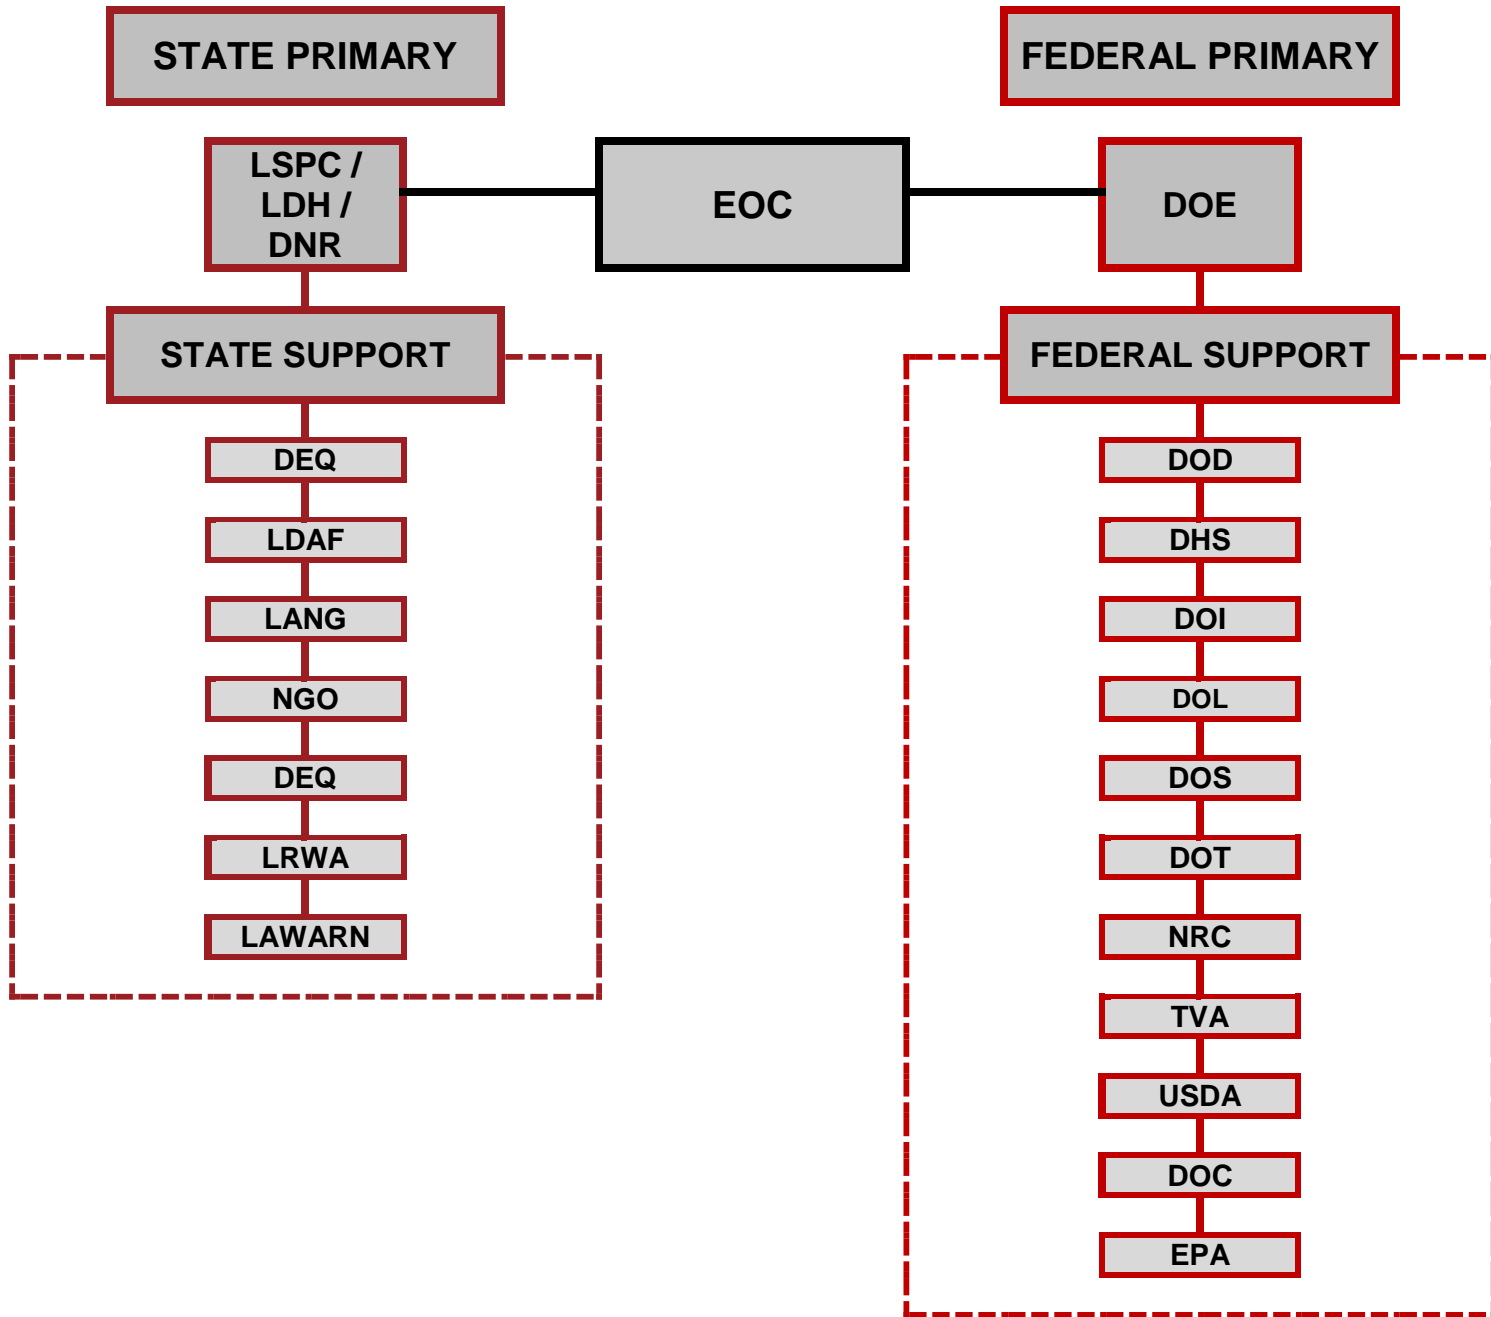 STATE PRIMARY
FEDERAL PRIMARY
LSPC /
LDH /
DNR
EOC
DOE
STATE SUPPORT
DEQ
LDAF
LANG
NGO
DEQ
LRWA
LAWARN
FEDERAL SUPPORT
DOD
DHS
DOI
DOL
DOS
DOT
NRC
TVA
USDA
DOC
EPA